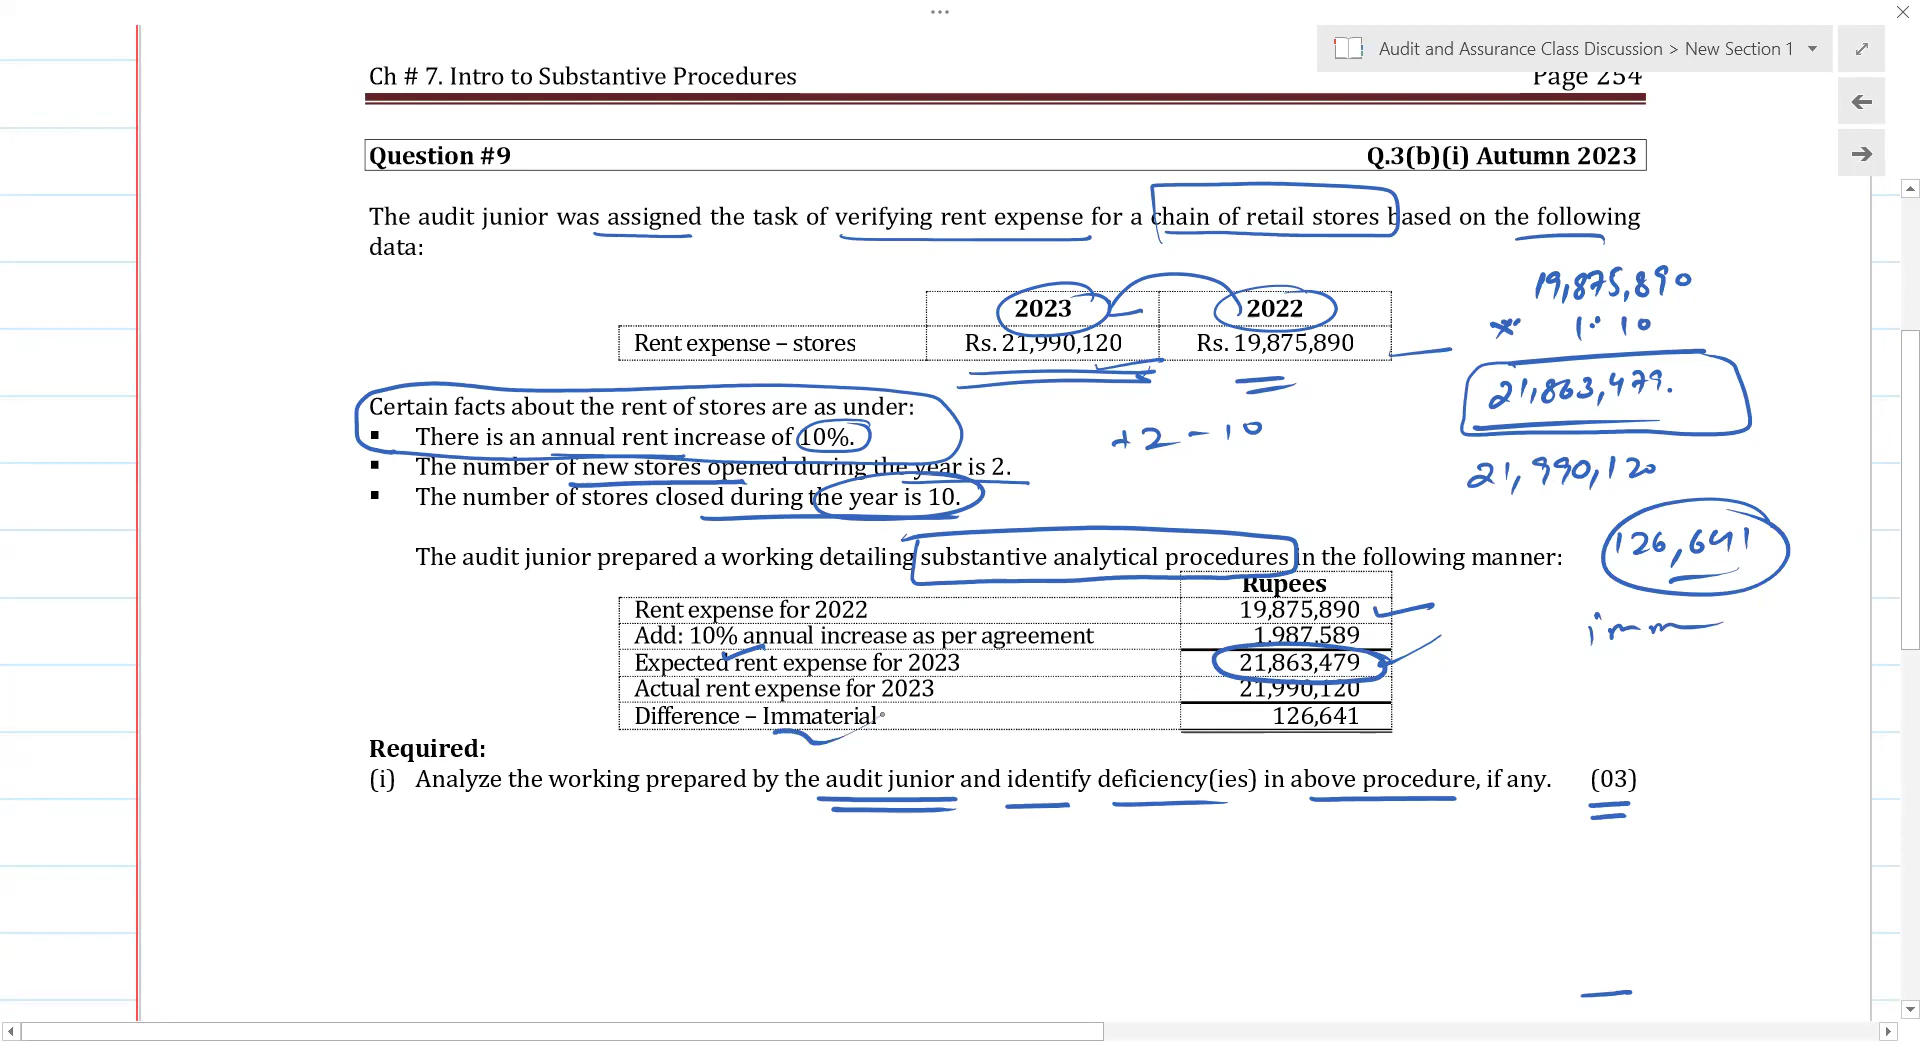 Audit and Assurance Class Discussion > New Section 1
Ch # 7. Intro to Substantive Procedures Page 254
Question #9 Q.3(b)(i) Autumn 2023
The audit junior was assigned the task of verifying rent expense for a chain of retail stores based on the following
data:
19,875,890
2023 2022
× 1.10
Rent expense – stores Rs. 21,990,120 Rs. 19,875,890
21,863,479.
Certain facts about the rent of stores are as under:
▪ There is an annual rent increase of 10%.
+2 - 10
▪ The number of new stores opened during the year is 2.
21,990,120
▪ The number of stores closed during the year is 10.
126,641
The audit junior prepared a working detailing substantive analytical procedures in the following manner:
Rupees
Rent expense for 2022 19,875,890
imm
Add: 10% annual increase as per agreement 1,987,589
Expected rent expense for 2023 21,863,479
Actual rent expense for 2023 21,990,120
Difference – Immaterial 126,641
Required:
(i) Analyze the working prepared by the audit junior and identify deficiency(ies) in above procedure, if any. (03)